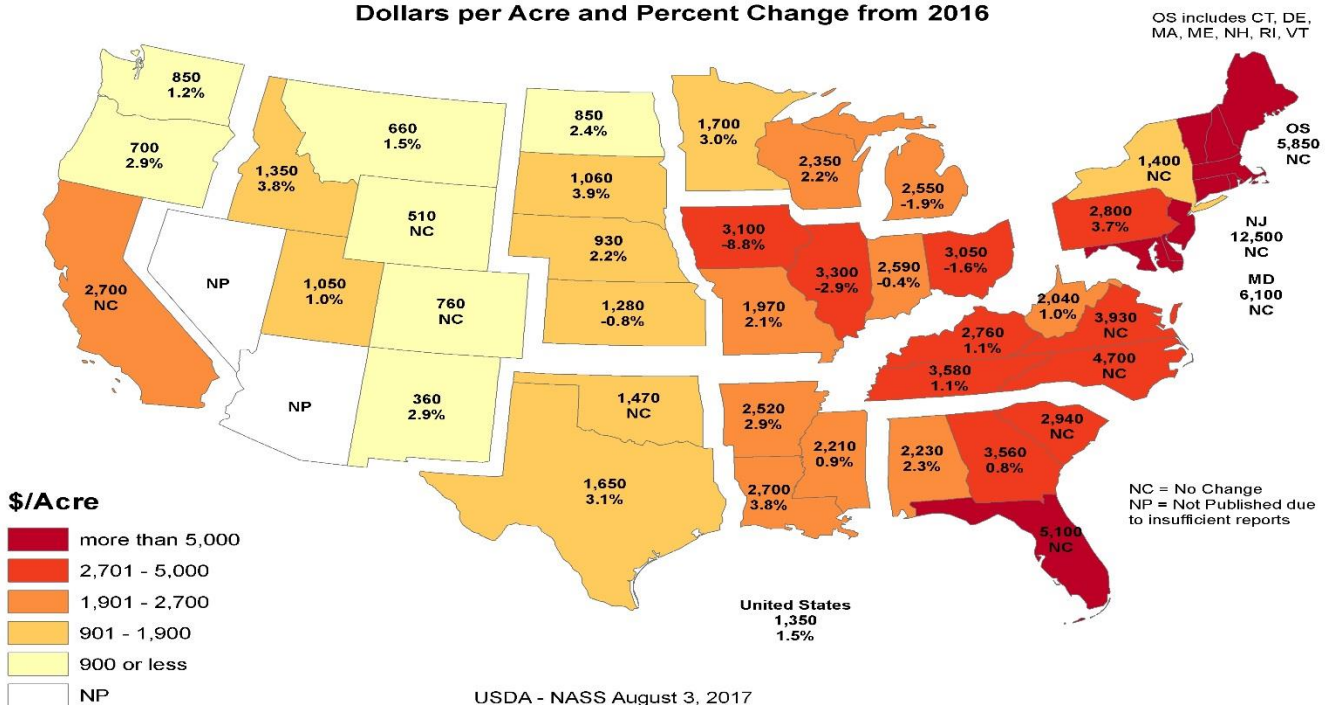 Dollars per Acre and Percent Change from 2016
OS includes CT, DE,
MA, ME, NH, RI, VT
850
1.2%
700
2.9%
2,700
NC
NP
1,350
3.8%
660
1.5%
510
NC
1,050
1.0%
760
NC
NP
360
2.9%
850
2.4%
1,060
3.9%
930
2.2%
1,280
-0.8%
1,470
NC
1,650
3.1%
1,700
3.0%
3,100
-8.8%
1,970
2.1%
2,520
2.9%
2,700
3.8%
2,350
2.2%
3,300
-2.9%
2,210
0.9%
2,550
-1.9%
2,590
-0.4%
3,050
-1.6%
2,760
1.1%
3,580
1.1%
2,230
2.3%
3,560
0.8%
5,100
NC
2,940
NC
4,700
NC
3,930
NC
2,040
1.0%
2,800
3.7%
1,400
NC
OS
5,850
NC
NJ
12,500
NC
MD
6,100
NC
NC = No Change
NP = Not Published due
to insufficient reports
United States
1,350
1.5%
$/Acre
more than 5,000
2,701 - 5,000
1,901 - 2,700
901 - 1,900
900 or less
NP
USDA - NASS August 3, 2017